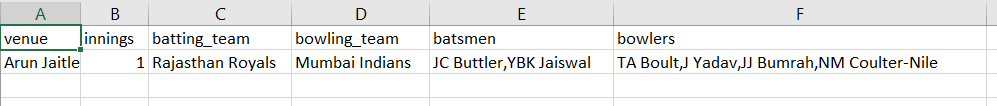 A B C D E F
venue innings batting_team bowling_team batsmen bowlers
Arun Jaitle 1 Rajasthan Royals Mumbai Indians JC Buttler,YBK Jaiswal TA Boult,J Yadav,JJ Bumrah,NM Coulter-Nile